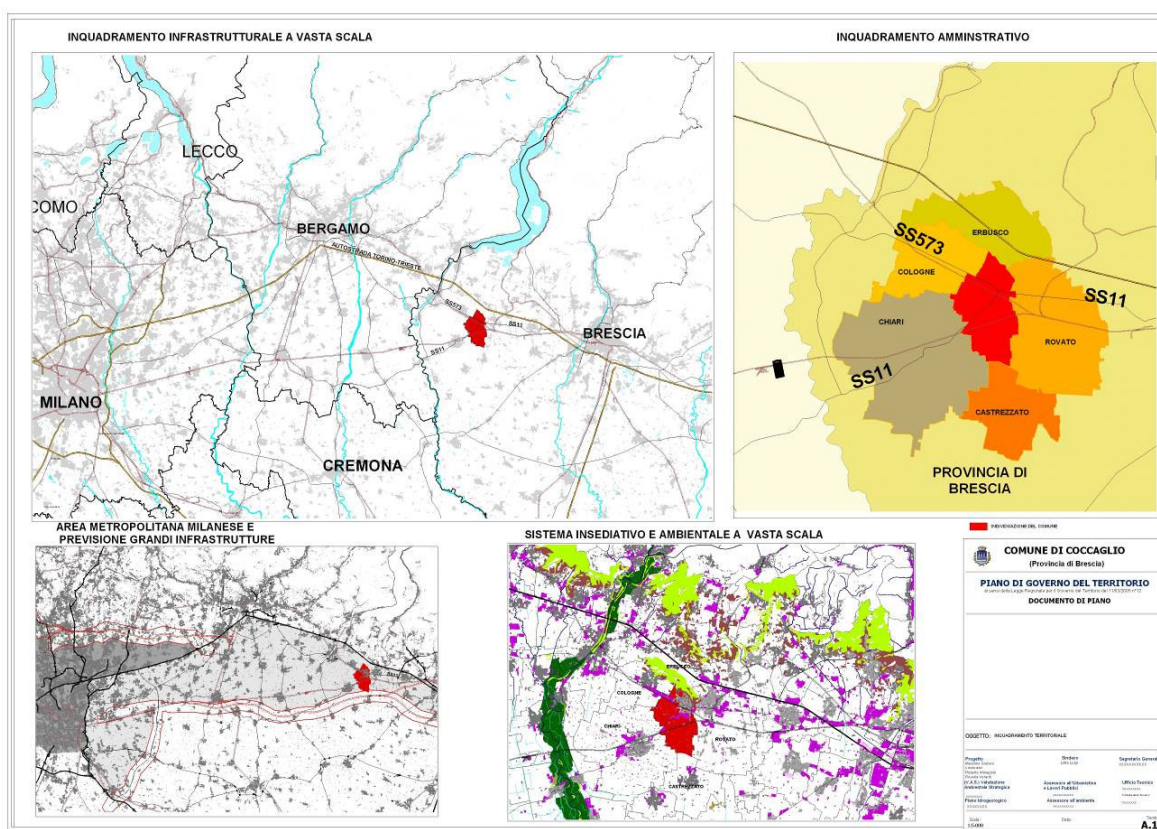 INQUADRAMENTO INFRASTRUTTURALE A VASTA SCALA
LECCO
COMO
BERGAMO
AUTOSTRADA TORINO-TRIESTE
SS573
SS11
BRESCIA
SS11
MILANO
CREMONA
INQUADRAMENTO AMMINSTRATIVO
ERBUSCO
SS573
COLOGNE
SS11
CHIARI
ROVATO
SS11
CASTREZZATO
PROVINCIA DI
BRESCIA
AREA METROPOLITANA MILANESE E
PREVISIONE GRANDI INFRASTRUTTURE
SISTEMA INSEDIATIVO E AMBIENTALE A VASTA SCALA
ERBUSCO
COLOGNE
CHIARI
ROVATO
CASTREZZATO
INDIVIDUAZIONE DEL COMUNE
COMUNE DI COCCAGLIO
(Provincia di Brescia)
PIANO DI GOVERNO DEL TERRITORIO
DOCUMENTO DI PIANO
OGGETTO: INQUADRAMENTO TERRITORIALE
Progetto
Sindaco
Segretario
(V.A.S.) Valutazione
Ambientale Strategica
Assessore all'Urbanistica
e Lavori Pubblici
Ufficio Tecnico
Piano Idrogeologico
Assessore all'ambiente
Scala:
Data:
A.1